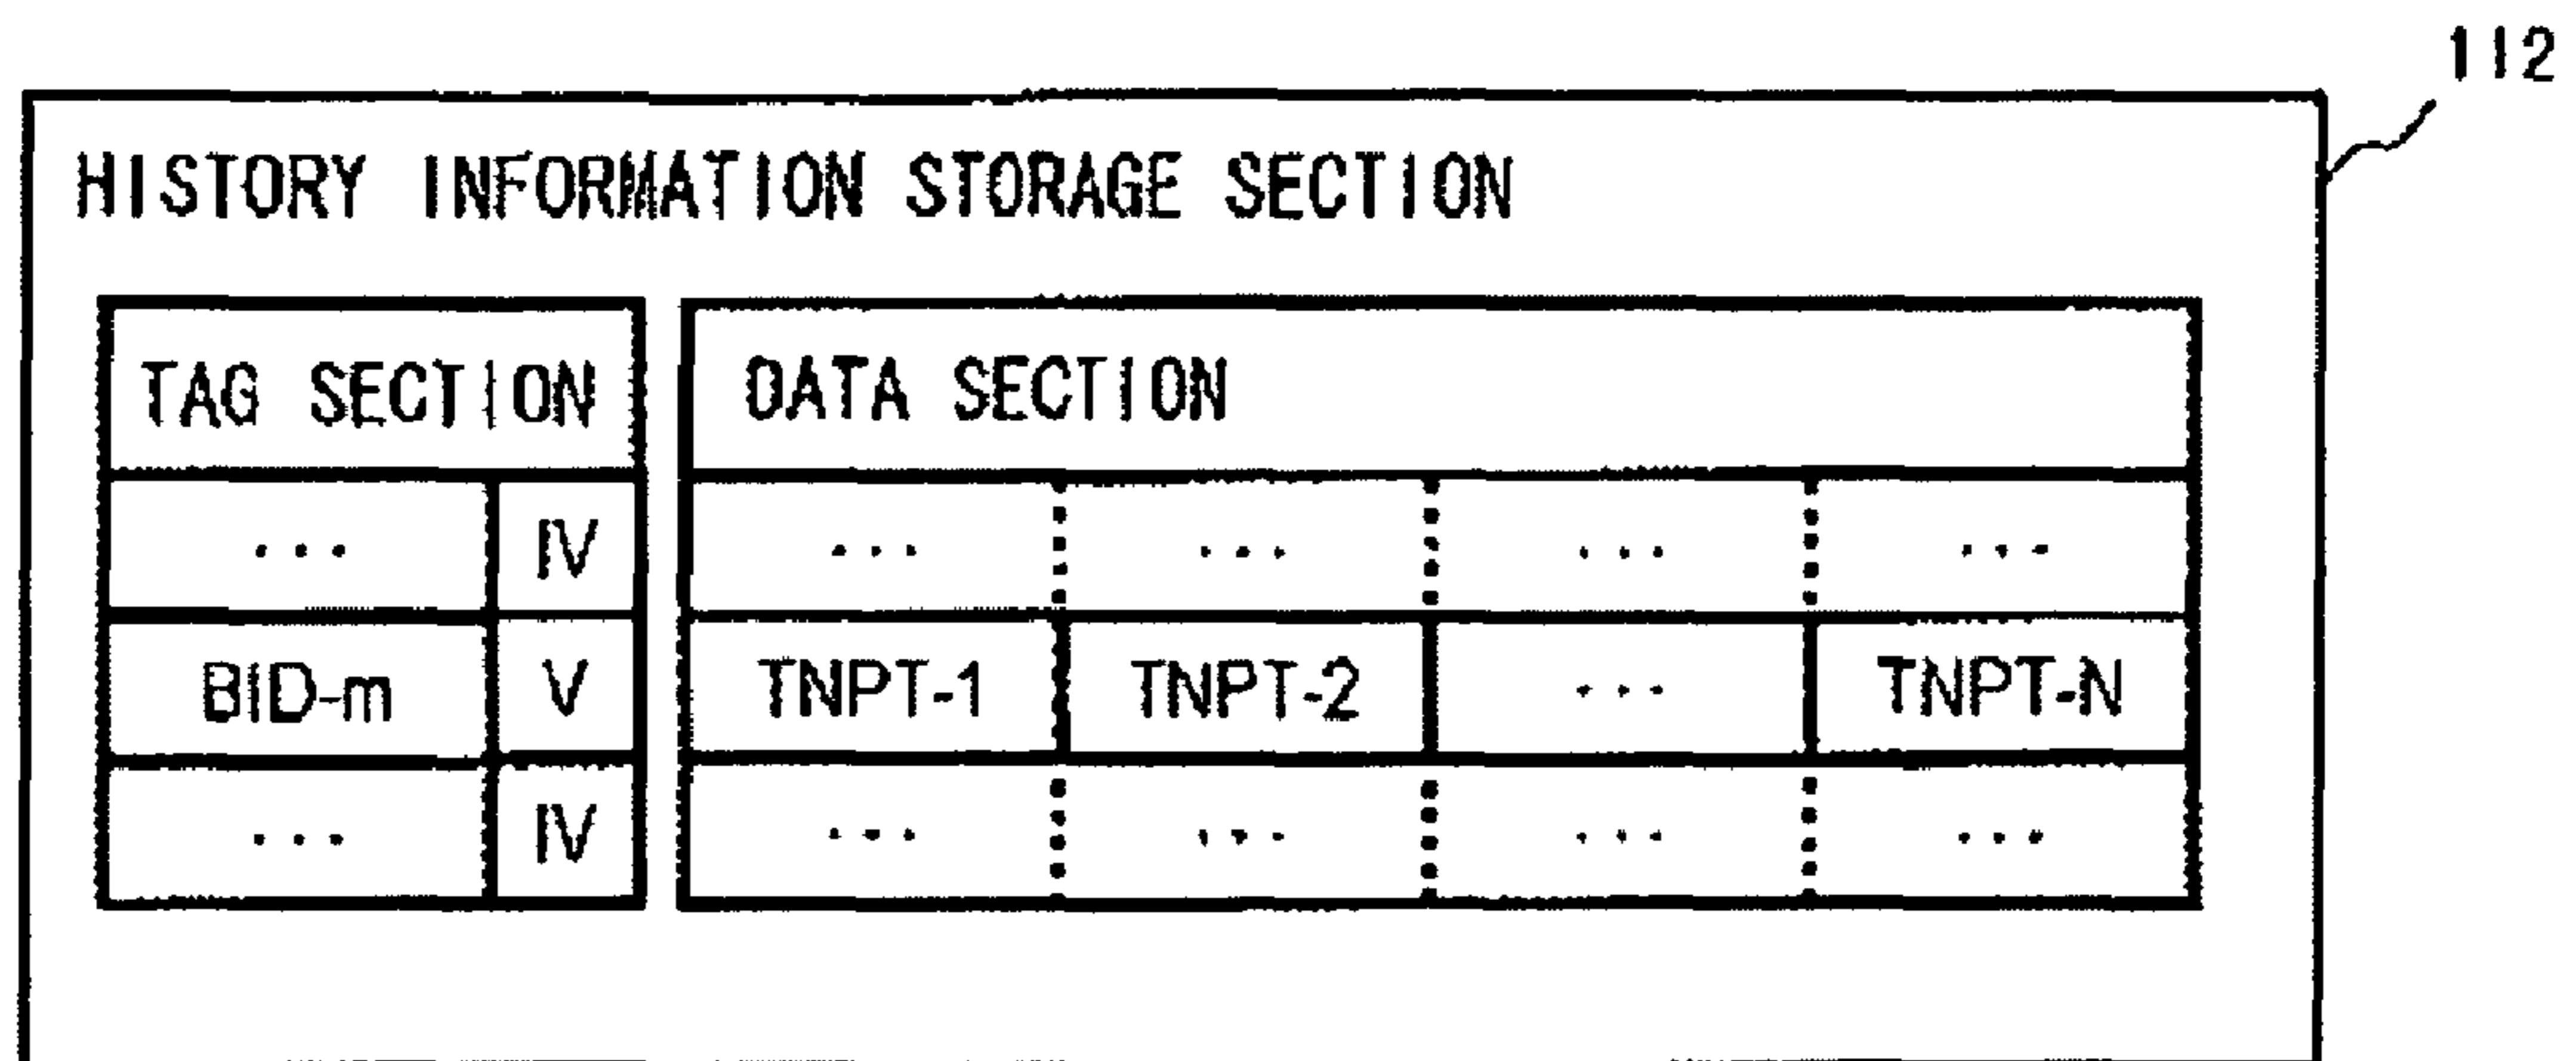 112
HISTORY INFORMATION STORAGE SECTION
TAG SECTION DATA SECTION
... IV ... ... ... ...
BID-m V TNPT-1 TNPT-2 ... TNPT-N
... IV ... ... ... ...